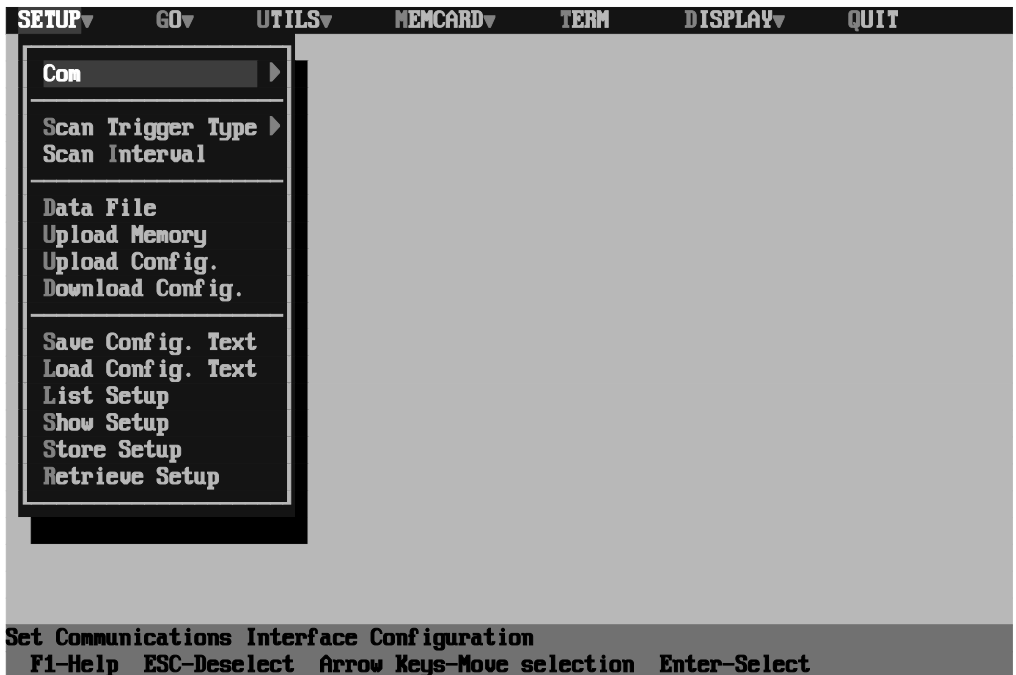 SETUP▼ GO▼ UTILS▼ MEMCARD▼ TERM DISPLAY▼ QUIT
Com
Scan Trigger Type
Scan Interval
Data File
Upload Memory
Upload Config.
Download Config.
Save Config. Text
Load Config. Text
List Setup
Show Setup
Store Setup
Retrieve Setup
Set Communications Interface Configuration
F1-Help ESC-Deselect Arrow Keys-Move selection Enter-Select